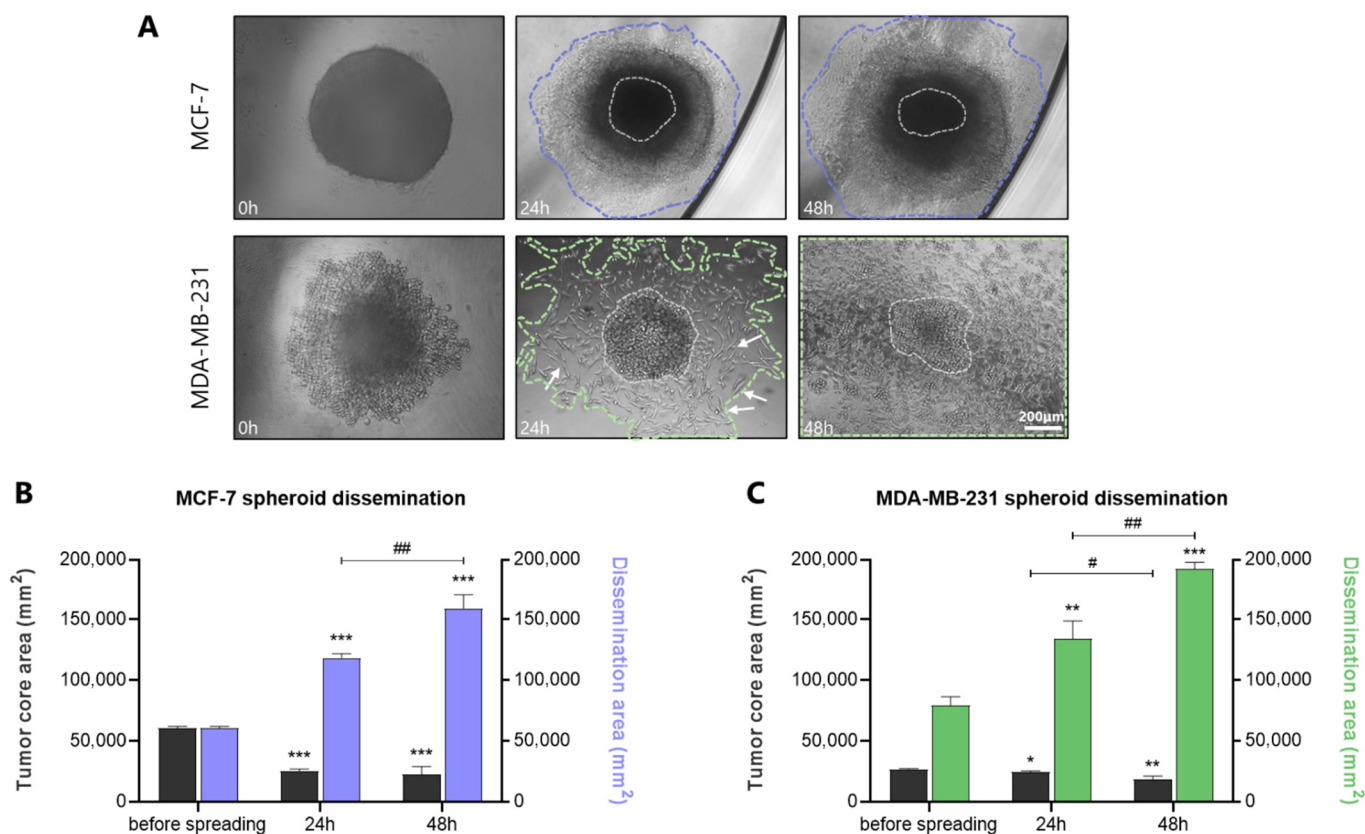 A
MCF-7
0h
24h
48h
MDA-MB-231
0h
24h
48h
200µm
B
MCF-7 spheroid dissemination
##
***
***
***
***
200,000
150,000
100,000
50,000
0
Tumor core area (mm²)
200,000
150,000
100,000
50,000
0
Dissemination area (mm²)
before spreading
24h
48h
C
MDA-MB-231 spheroid dissemination
##
#
***
**
*
**
200,000
150,000
100,000
50,000
0
Tumor core area (mm²)
200,000
150,000
100,000
50,000
0
Dissemination area (mm²)
before spreading
24h
48h